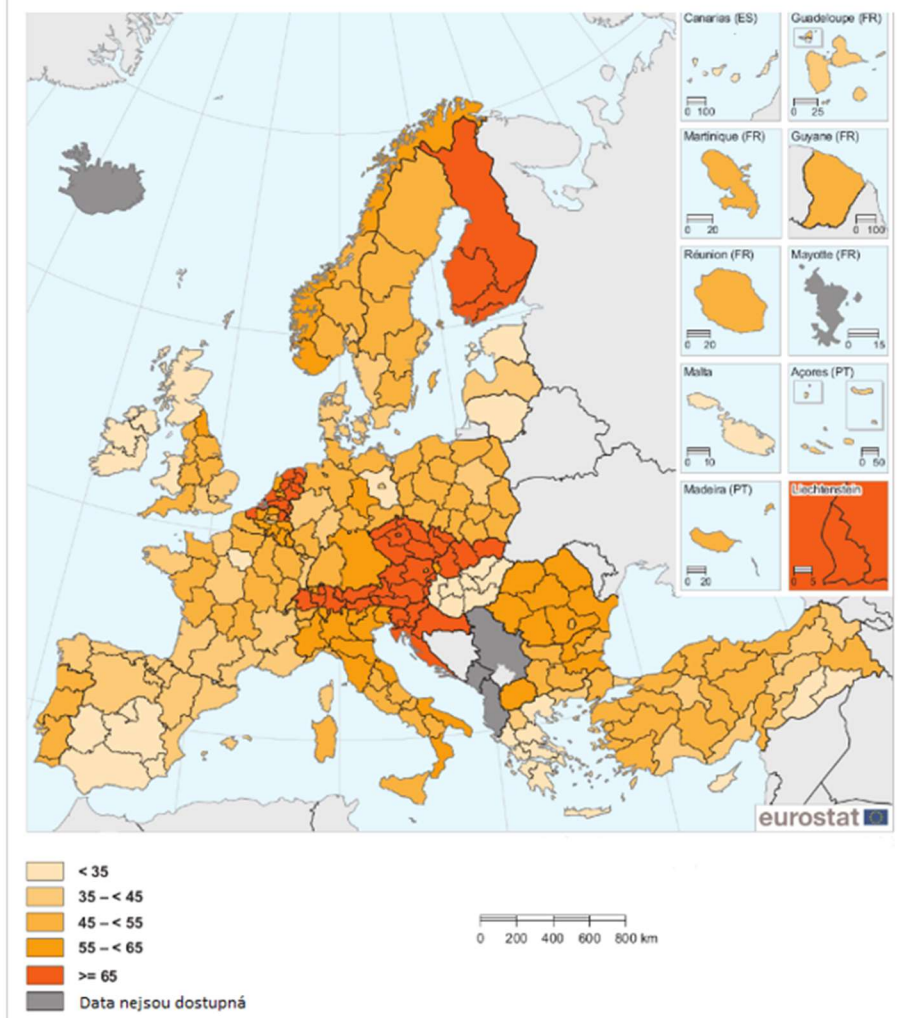 Canarias (ES)
0 100
Guadeloupe (FR)
0 25
Martinique (FR)
0 20
Guyane (FR)
0 100
Réunion (FR)
0 20
Mayotte (FR)
0 15
Malta
0 10
Açores (PT)
0 50
Madeira (PT)
0 20
Liechtenstein
0 5
eurostat
< 35
35 – < 45
45 – < 55
55 – < 65
>= 65
Data nejsou dostupná
0 200 400 600 800 km